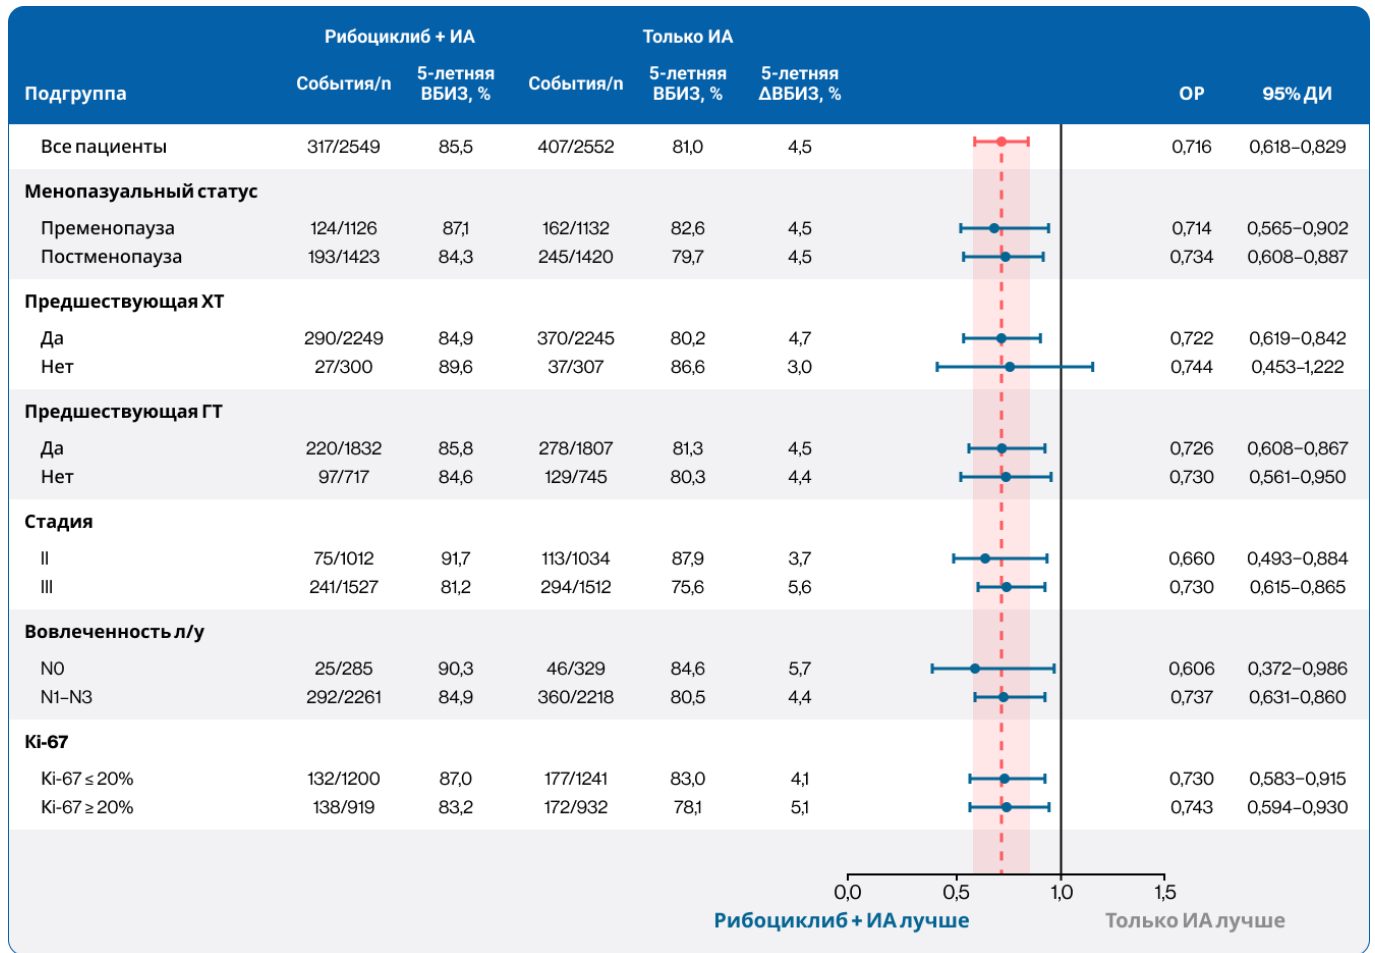 Рибоциклиб + ИА Только ИА
Подгруппа События/n 5-летняя ВБИЗ, % События/n 5-летняя ВБИЗ, % 5-летняя ΔВБИЗ, % ОР 95% ДИ
Все пациенты 317/2549 85,5 407/2552 81,0 4,5 0,716 0,618–0,829
Менопазуальный статус
Пременопауза 124/1126 87,1 162/1132 82,6 4,5 0,714 0,565–0,902
Постменопауза 193/1423 84,3 245/1420 79,7 4,5 0,734 0,608–0,887
Предшествующая ХТ
Да 290/2249 84,9 370/2245 80,2 4,7 0,722 0,619–0,842
Нет 27/300 89,6 37/307 86,6 3,0 0,744 0,453–1,222
Предшествующая ГТ
Да 220/1832 85,8 278/1807 81,3 4,5 0,726 0,608–0,867
Нет 97/717 84,6 129/745 80,3 4,4 0,730 0,561–0,950
Стадия
II 75/1012 91,7 113/1034 87,9 3,7 0,660 0,493–0,884
III 241/1527 81,2 294/1512 75,6 5,6 0,730 0,615–0,865
Вовлеченность л/у
N0 25/285 90,3 46/329 84,6 5,7 0,606 0,372–0,986
N1–N3 292/2261 84,9 360/2218 80,5 4,4 0,737 0,631–0,860
Ki-67
Ki-67 ≤ 20% 132/1200 87,0 177/1241 83,0 4,1 0,730 0,583–0,915
Ki-67 ≥ 20% 138/919 83,2 172/932 78,1 5,1 0,743 0,594–0,930
0,0 0,5 1,0 1,5
Рибоциклиб + ИА лучше Только ИА лучше